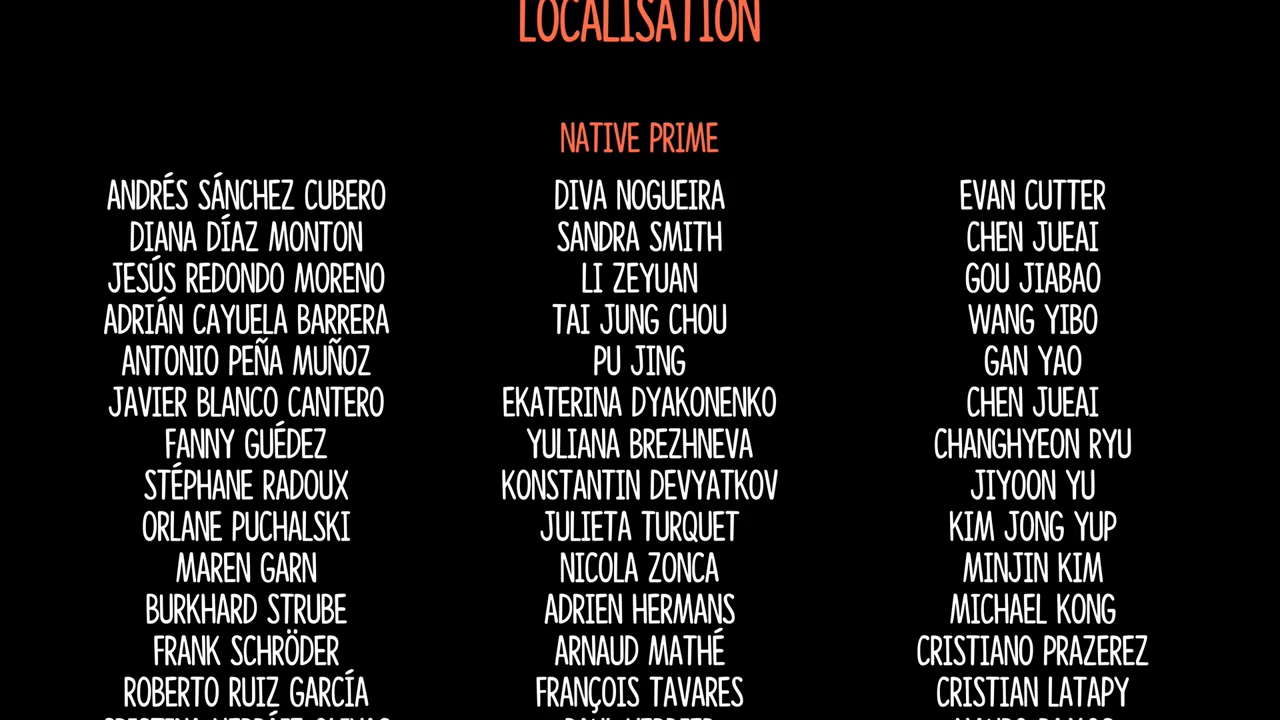 LOCALISATION
NATIVE PRIME
ANDRÉS SÁNCHEZ CUBERO
DIANA DÍAZ MONTON
JESÚS REDONDO MORENO
ADRIÁN CAYUELA BARRERA
ANTONIO PEÑA MUÑOZ
JAVIER BLANCO CANTERO
FANNY GUÉDEZ
STÉPHANE RADOUX
ORLANE PUCHALSKI
MAREN GARN
BURKHARD STRUBE
FRANK SCHRÖDER
ROBERTO RUIZ GARCÍA
DIVA NOGUEIRA
SANDRA SMITH
LI ZEYUAN
TAI JUNG CHOU
PU JING
EKATERINA DYAKONENKO
YULIANA BREZHNEVA
KONSTANTIN DEVYATKOV
JULIETA TURQUET
NICOLA ZONCA
ADRIEN HERMANS
ARNAUD MATHÉ
FRANÇOIS TAVARES
EVAN CUTTER
CHEN JUEAI
GOU JIABAO
WANG YIBO
GAN YAO
CHEN JUEAI
CHANGHYEON RYU
JIYOON YU
KIM JONG YUP
MINJIN KIM
MICHAEL KONG
CRISTIANO PRAZEREZ
CRISTIAN LATAPY